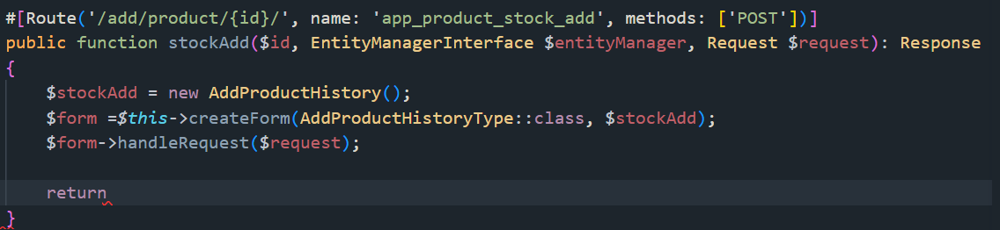 #[Route('/add/product/{id}/', name: 'app_product_stock_add', methods: ['POST'])]
public function stockAdd($id, EntityManagerInterface $entityManager, Request $request): Response
{
    $stockAdd = new AddProductHistory();
    $form =$this->createForm(AddProductHistoryType::class, $stockAdd);
    $form->handleRequest($request);

    return
}